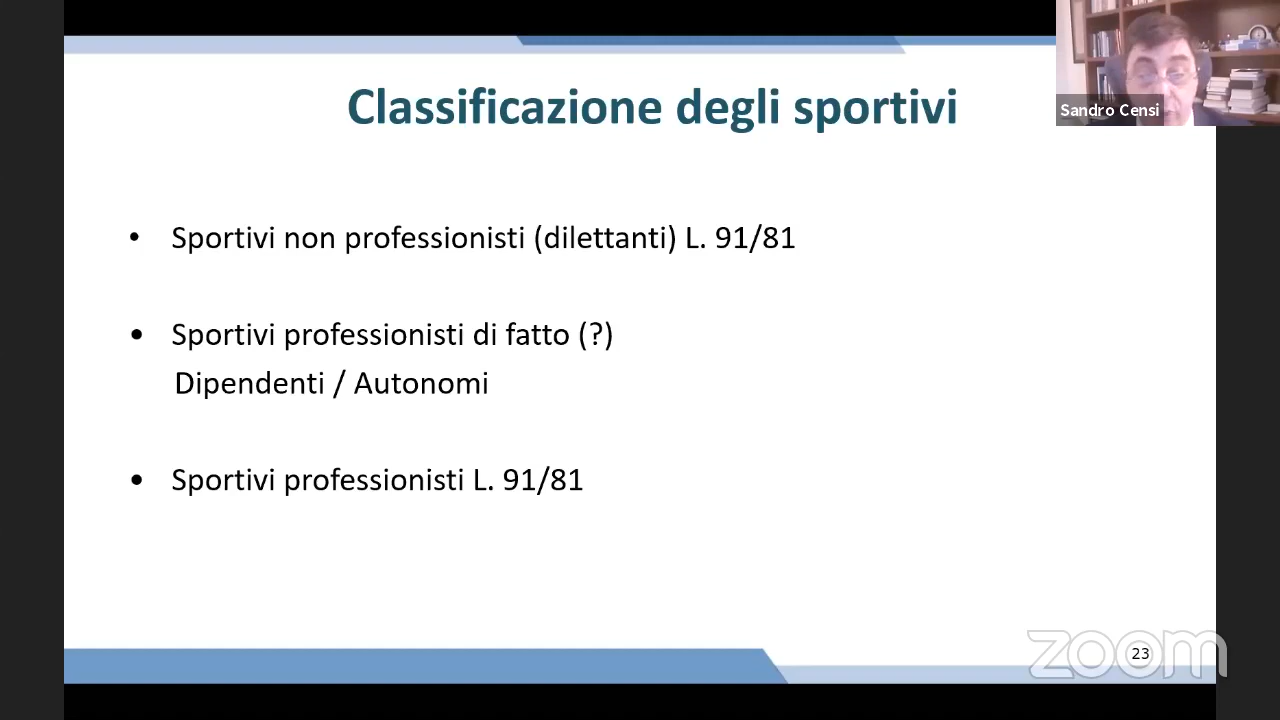 Classificazione degli sportivi
Sandro Censi
• Sportivi non professionisti (dilettanti) L. 91/81
• Sportivi professionisti di fatto (?)
Dipendenti / Autonomi
• Sportivi professionisti L. 91/81
zoom
23